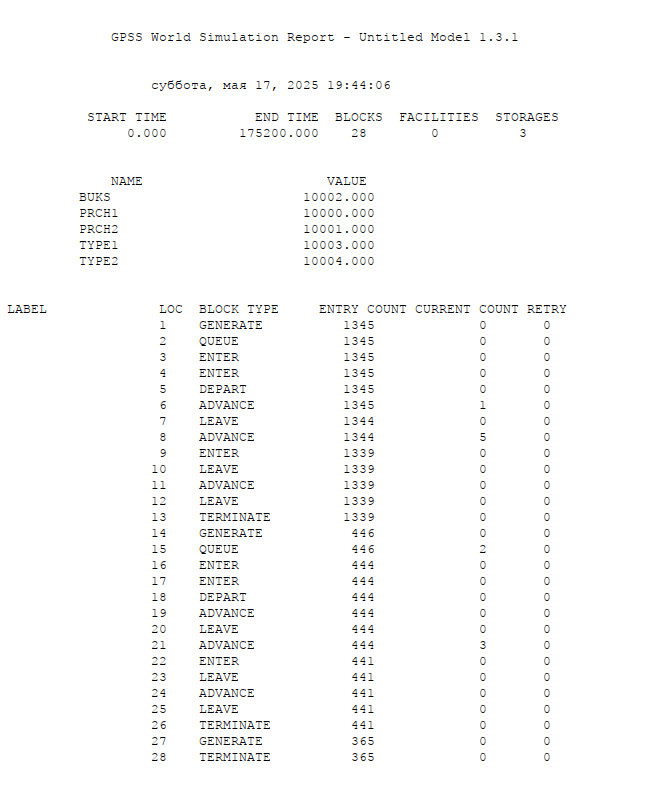 GPSS World Simulation Report - Untitled Model 1.3.1
суббота, мая 17, 2025 19:44:06
START TIME END TIME BLOCKS FACILITIES STORAGES
0.000 175200.000 28 0 3
NAME VALUE
BUKS 10002.000
PRCH1 10000.000
PRCH2 10001.000
TYPE1 10003.000
TYPE2 10004.000
LABEL LOC BLOCK TYPE ENTRY COUNT CURRENT COUNT RETRY
1 GENERATE 1345 0 0
2 QUEUE 1345 0 0
3 ENTER 1345 0 0
4 ENTER 1345 0 0
5 DEPART 1345 0 0
6 ADVANCE 1345 1 0
7 LEAVE 1344 0 0
8 ADVANCE 1344 5 0
9 ENTER 1339 0 0
10 LEAVE 1339 0 0
11 ADVANCE 1339 0 0
12 LEAVE 1339 0 0
13 TERMINATE 1339 0 0
14 GENERATE 446 0 0
15 QUEUE 446 2 0
16 ENTER 444 0 0
17 ENTER 444 0 0
18 DEPART 444 0 0
19 ADVANCE 444 0 0
20 LEAVE 444 0 0
21 ADVANCE 444 3 0
22 ENTER 441 0 0
23 LEAVE 441 0 0
24 ADVANCE 441 0 0
25 LEAVE 441 0 0
26 TERMINATE 441 0 0
27 GENERATE 365 0 0
28 TERMINATE 365 0 0